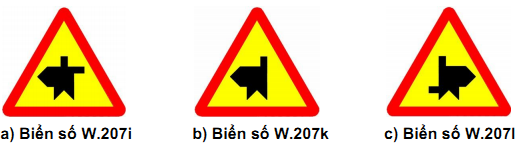 a) Biển số W.207i
b) Biển số W.207k
c) Biển số W.207l